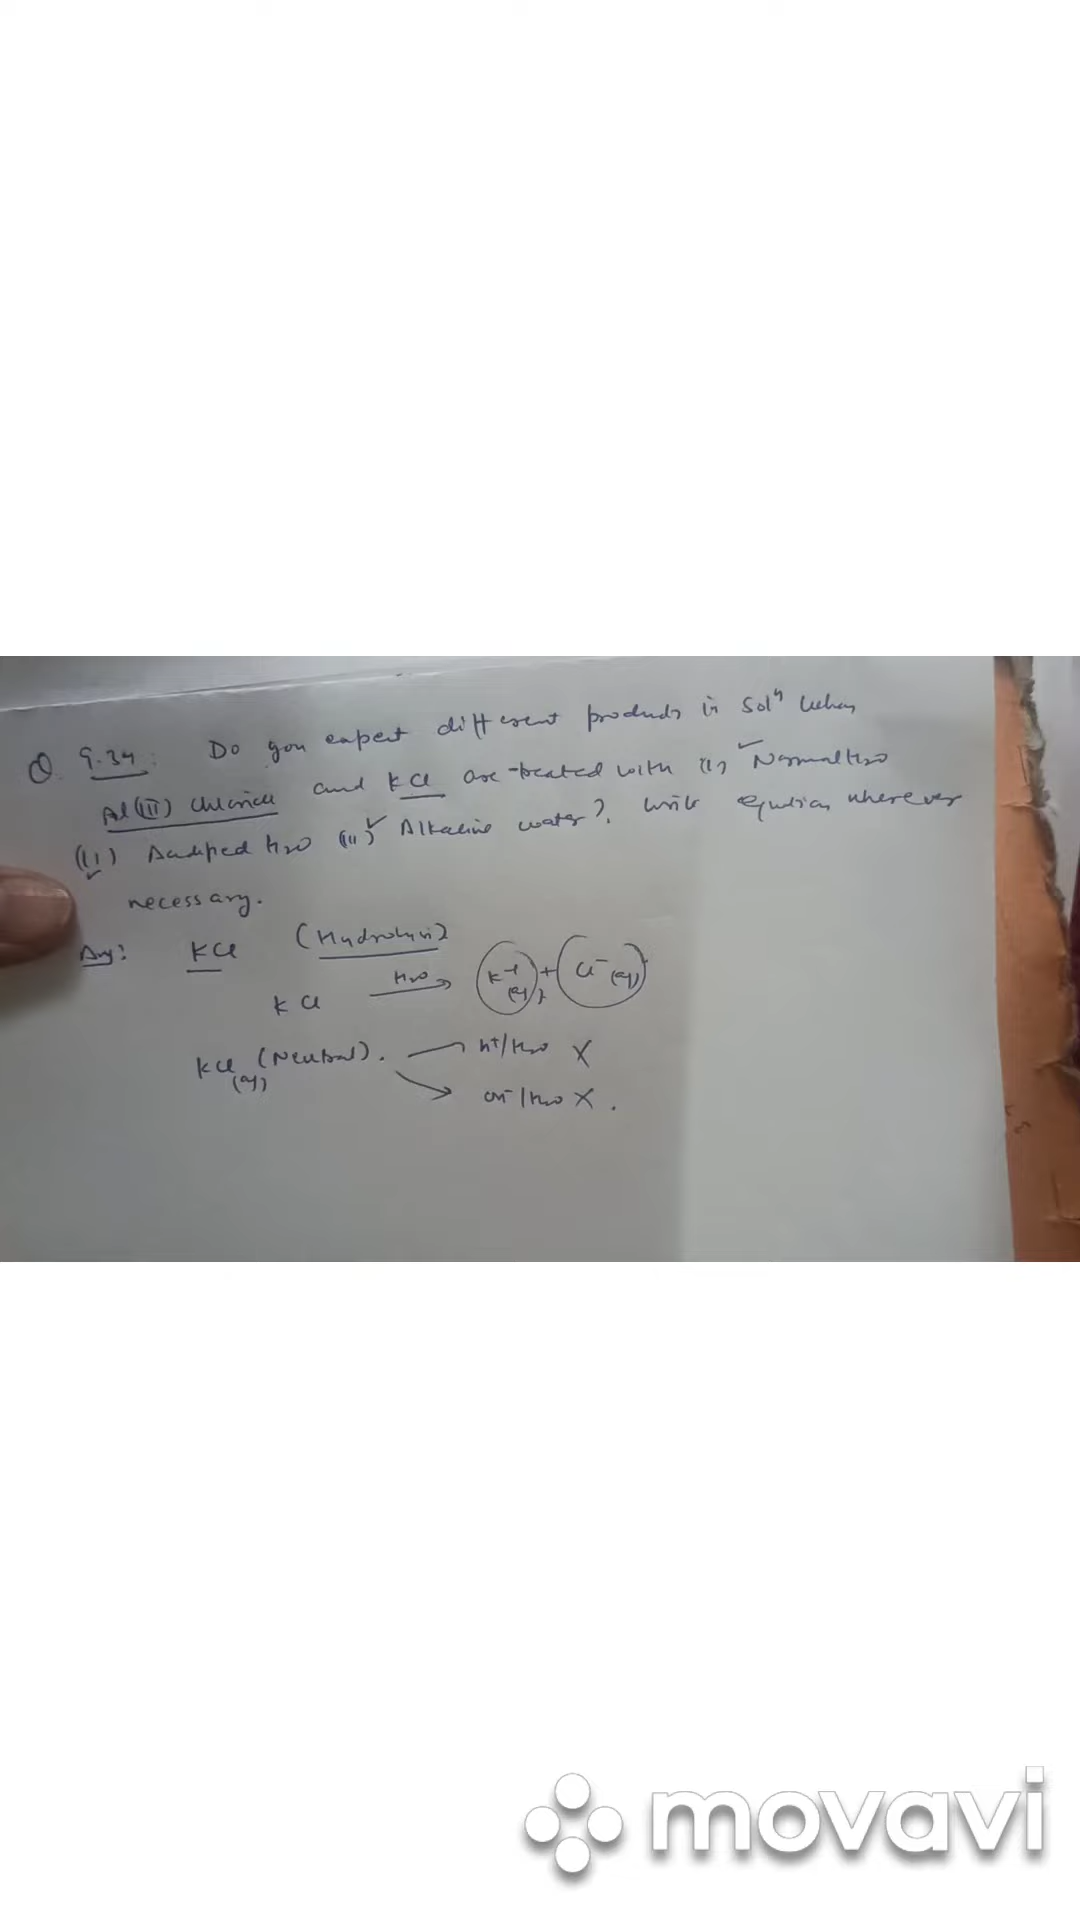 Q. 9.34: Do you expect different products in Solⁿ when
Al(III) chloride and KCl are treated with (i) Normal H2O
(ii) Acidified H2O (iii) Alkaline water?. Write equation wherever
necessary.
Ans: KCl (Hydrolysis)
KCl H2O → K+(aq) + Cl-(aq)
KCl(aq) (Neutral). H+/H2O X
→ OH-/H2O X.
movavi